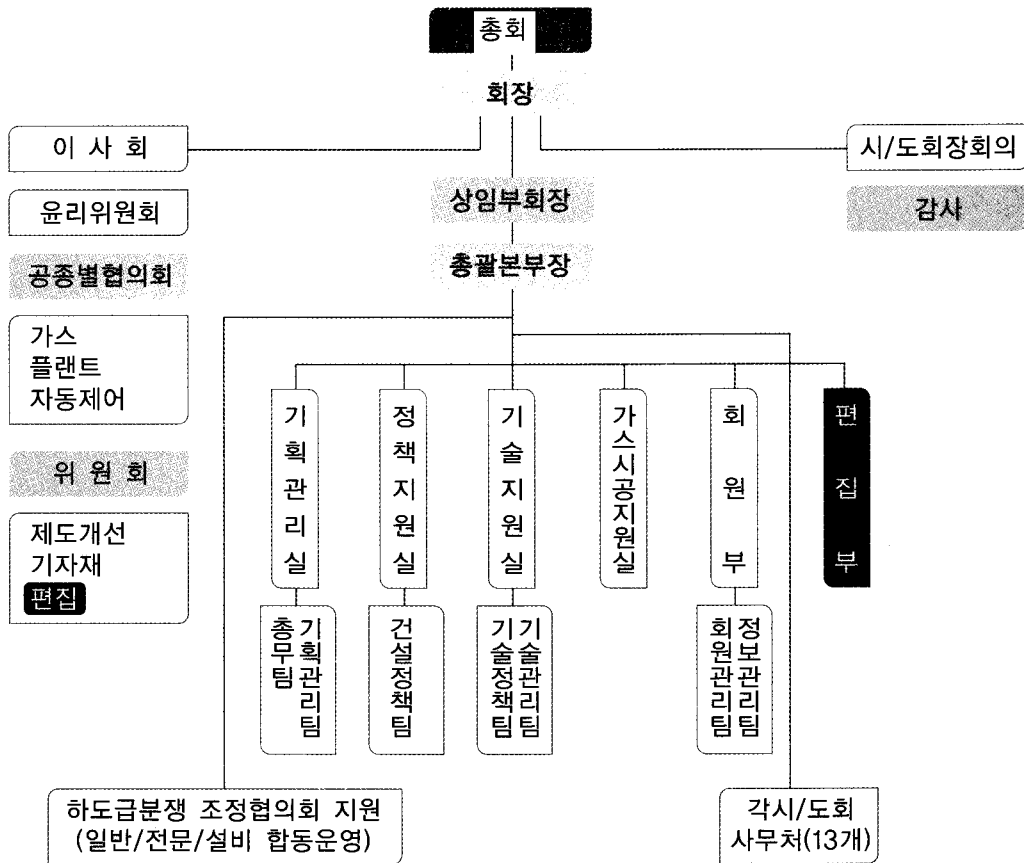 총회
회장
이 사 회
시/도회장회의
윤리위원회
상임부회장
감사
공종별협의회
총괄본부장
가스
플랜트
자동제어
위 원 회
제도개선
기자재
편집
기획관리실
정책지원실
기술지원실
가스시공지원실
회원부
편집부
총무팀
기획관리팀
건설정책팀
기술정책팀
기술관리팀
회원관리팀
정보관리팀
하도급분쟁 조정협의회 지원
(일반/전문/설비 합동운영)
각시/도회
사무처(13개)